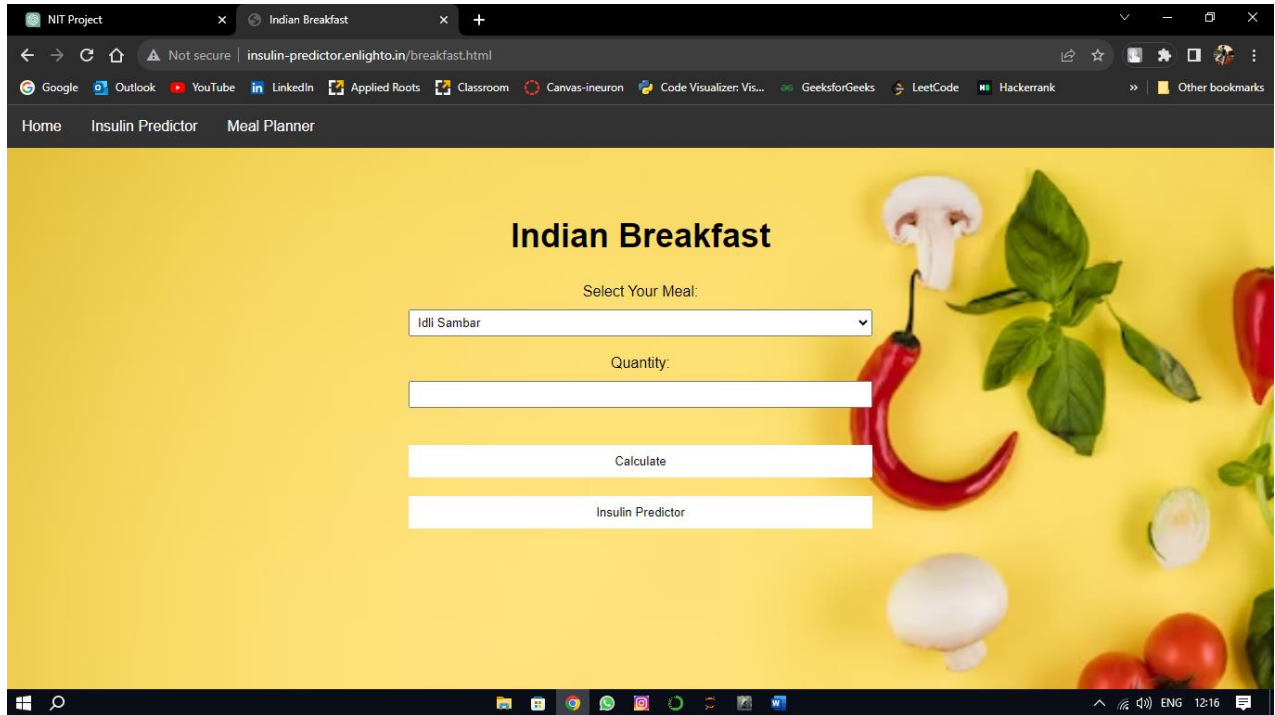 NIT Project
Indian Breakfast
Not secure | insulin-predictor.enlighto.in/breakfast.html
Google Outlook YouTube LinkedIn Applied Roots Classroom Canvas-ineuron Code Visualizer: Vis... GeeksforGeeks LeetCode Hackerrank » Other bookmarks
Home Insulin Predictor Meal Planner
Indian Breakfast
Select Your Meal:
Idli Sambar
Quantity:
Calculate
Insulin Predictor
ENG 12:16